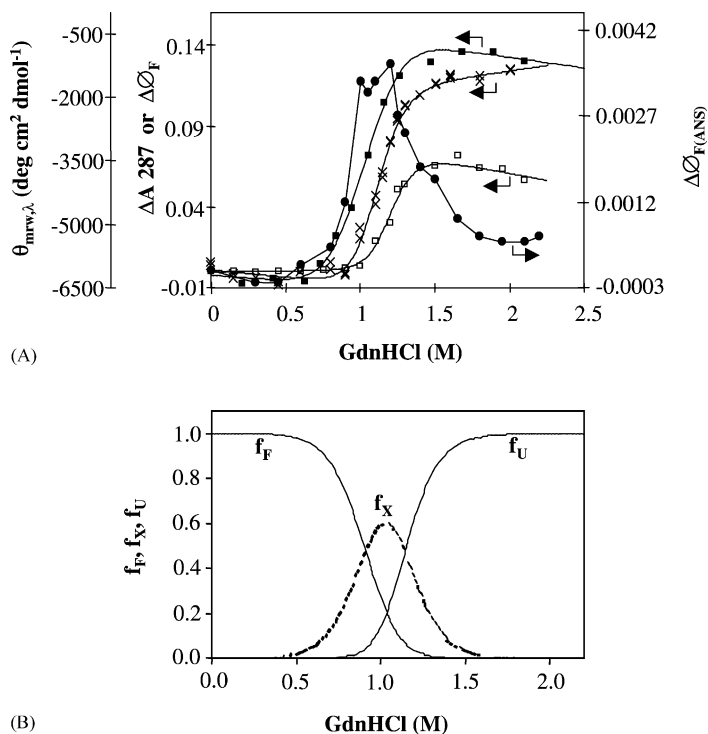 -500
-2000
-3500
-5000
-6500
θmrw,λ (deg cm2 dmol-1)
0.14
0.09
0.04
-0.01
ΔA 287 or ΔØF
0.0042
0.0027
0.0012
-0.0003
ΔØF(ANS)
0 0.5 1 1.5 2 2.5
GdnHCl (M)
(A)
1.0
0.8
0.6
0.4
0.2
0.0
fF, fX, fU
fF
fX
fU
0.0 0.5 1.0 1.5 2.0
GdnHCl (M)
(B)